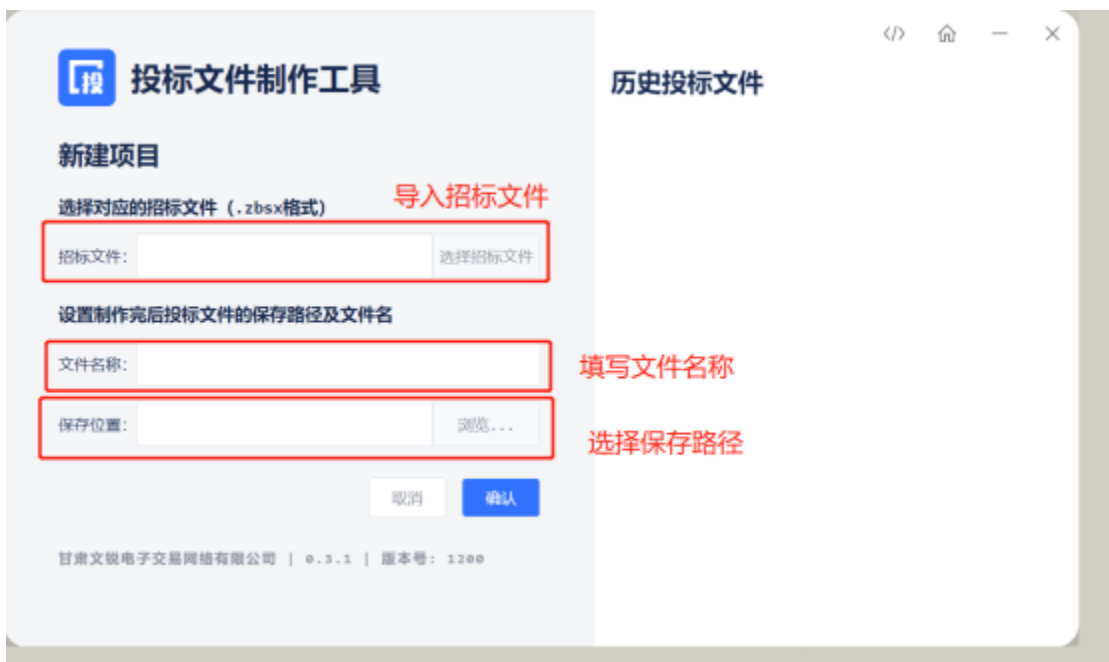 投标文件制作工具
历史投标文件
新建项目
导入招标文件
选择对应的招标文件（.zbsx格式）
招标文件：
选择招标文件
设置制作完后投标文件的保存路径及文件名
文件名称：
填写文件名称
保存位置：
浏览...
选择保存路径
取消
确认
甘肃文锐电子交易网络有限公司 | 0.3.1 | 版本号: 1200